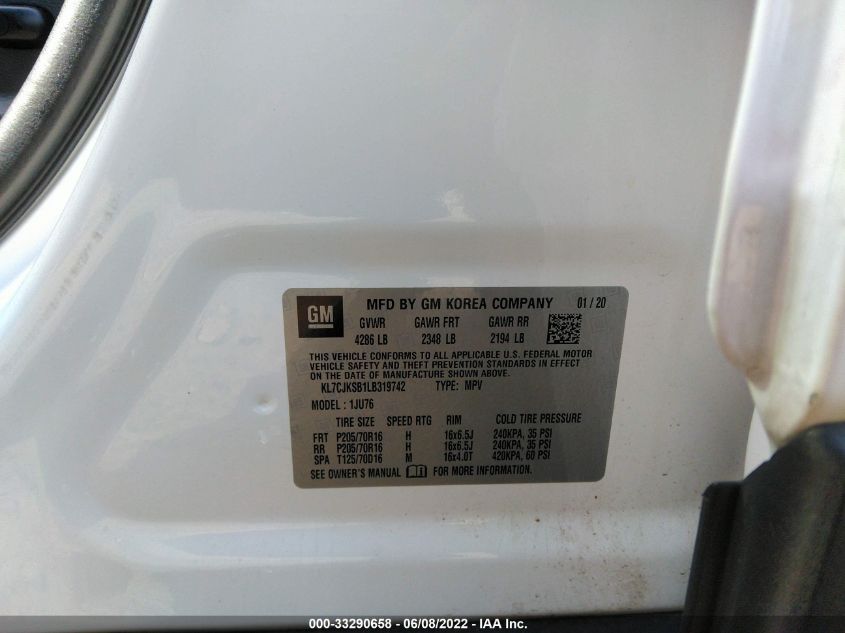 GM
MFD BY GM KOREA COMPANY 01 / 20
GVWR GAWR FRT GAWR RR
4286 LB 2348 LB 2194 LB
THIS VEHICLE CONFORMS TO ALL APPLICABLE U.S. FEDERAL MOTOR
VEHICLE SAFETY AND THEFT PREVENTION STANDARDS IN EFFECT
ON THE DATE OF MANUFACTURE SHOWN ABOVE.
KL7CJKSB1LB319742 TYPE: MPV
MODEL : 1JU76
TIRE SIZE SPEED RTG RIM COLD TIRE PRESSURE
FRT P205/70R16 H 16x6.5J 240KPA, 35 PSI
RR P205/70R16 H 16x6.5J 240KPA, 35 PSI
SPA T125/70D16 M 16x4.0T 420KPA, 60 PSI
SEE OWNER'S MANUAL FOR MORE INFORMATION.
000-33290658 - 06/08/2022 - IAA Inc.